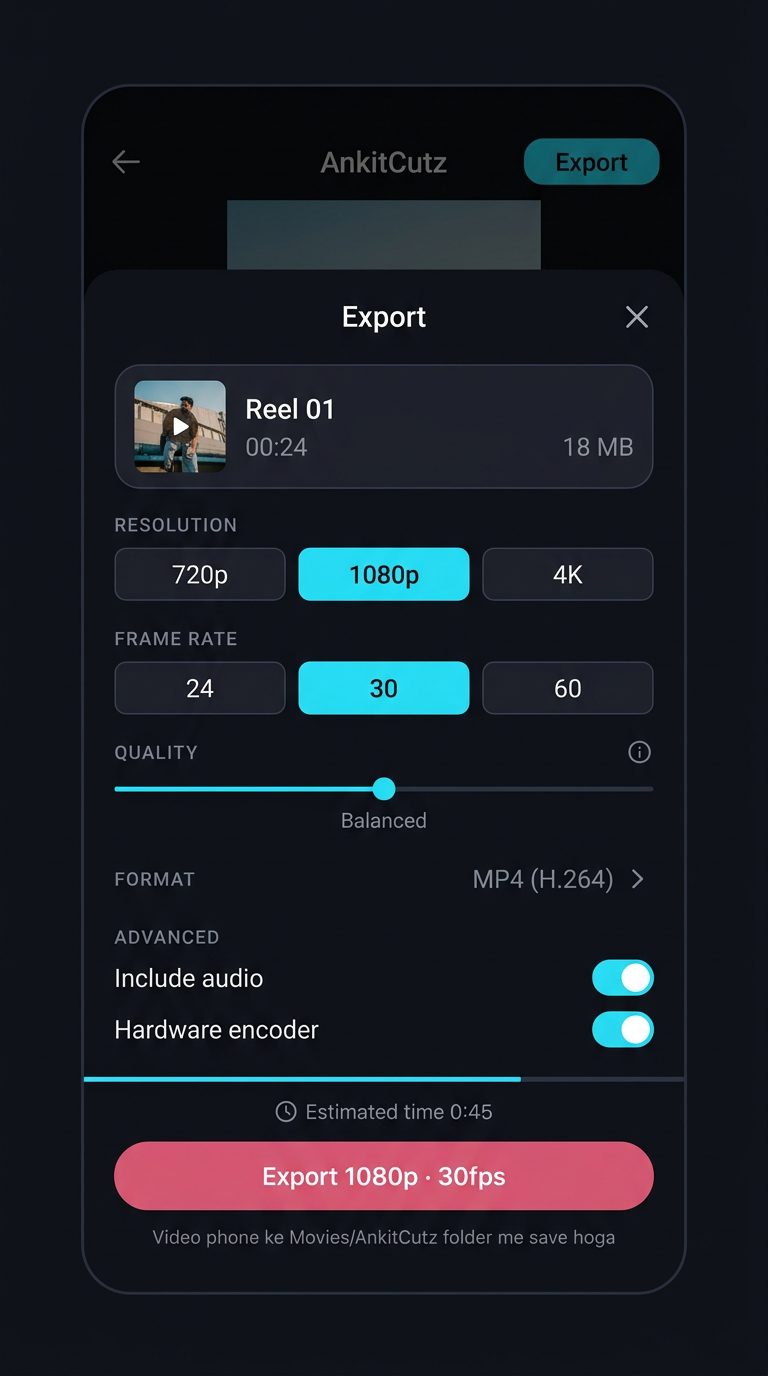 AnkitCutz
Export
Export
Reel 01
00:24
18 MB
RESOLUTION
720p
1080p
4K
FRAME RATE
24
30
60
QUALITY
Balanced
FORMAT
MP4 (H.264)
ADVANCED
Include audio
Hardware encoder
Estimated time 0:45
Export 1080p · 30fps
Video phone ke Movies/AnkitCutz folder me save hoga